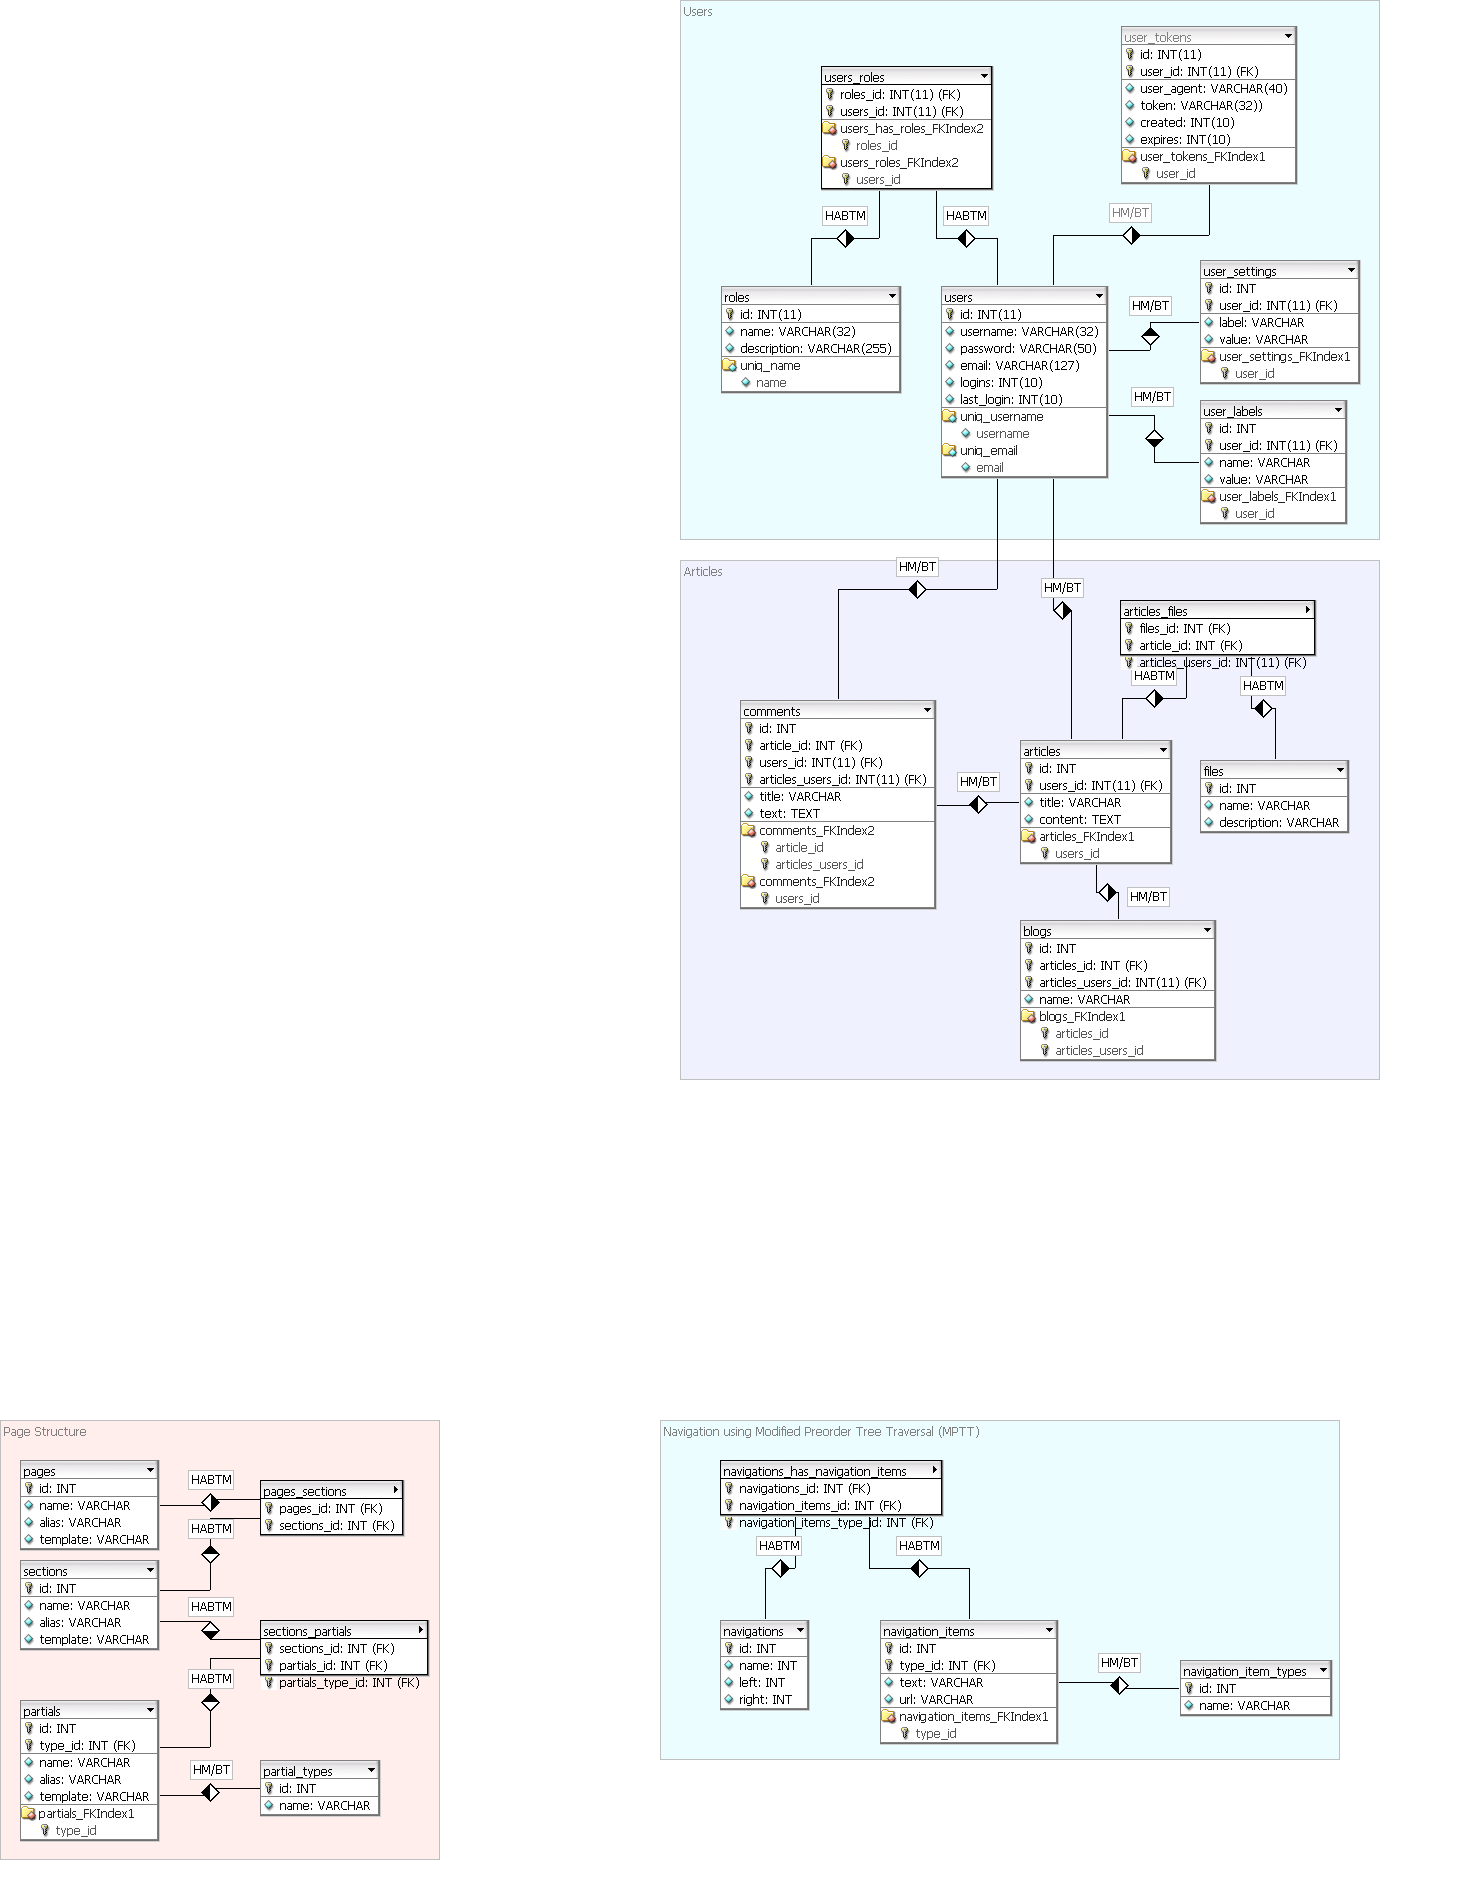 Users
users_roles
roles_id: INT(11) (FK)
users_id: INT(11) (FK)
users_has_roles_FKIndex2
roles_id
users_roles_FKIndex2
users_id
user_tokens
id: INT(11)
user_id: INT(11) (FK)
user_agent: VARCHAR(40)
token: VARCHAR(32))
created: INT(10)
expires: INT(10)
user_tokens_FKIndex1
user_id
HABTM
HABTM
HM/BT
roles
id: INT(11)
name: VARCHAR(32)
description: VARCHAR(255)
uniq_name
name
users
id: INT(11)
username: VARCHAR(32)
password: VARCHAR(50)
email: VARCHAR(127)
logins: INT(10)
last_login: INT(10)
uniq_username
username
uniq_email
email
HM/BT
user_settings
id: INT
user_id: INT(11) (FK)
label: VARCHAR
value: VARCHAR
user_settings_FKIndex1
user_id
HM/BT
user_labels
id: INT
user_id: INT(11) (FK)
name: VARCHAR
value: VARCHAR
user_labels_FKIndex1
user_id
Articles
HM/BT
HM/BT
articles_files
files_id: INT (FK)
article_id: INT (FK)
articles_users_id: INT(11) (FK)
HABTM
HABTM
comments
id: INT
article_id: INT (FK)
users_id: INT(11) (FK)
articles_users_id: INT(11) (FK)
title: VARCHAR
text: TEXT
comments_FKIndex2
article_id
articles_users_id
comments_FKIndex2
users_id
HM/BT
articles
id: INT
users_id: INT(11) (FK)
title: VARCHAR
content: TEXT
articles_FKIndex1
users_id
files
id: INT
name: VARCHAR
description: VARCHAR
HM/BT
blogs
id: INT
articles_id: INT (FK)
articles_users_id: INT(11) (FK)
name: VARCHAR
blogs_FKIndex1
articles_id
articles_users_id
Page Structure
pages
id: INT
name: VARCHAR
alias: VARCHAR
template: VARCHAR
HABTM
HABTM
pages_sections
pages_id: INT (FK)
sections_id: INT (FK)
sections
id: INT
name: VARCHAR
alias: VARCHAR
template: VARCHAR
HABTM
HABTM
sections_partials
sections_id: INT (FK)
partials_id: INT (FK)
partials_type_id: INT (FK)
partials
id: INT
type_id: INT (FK)
name: VARCHAR
alias: VARCHAR
template: VARCHAR
partials_FKIndex1
type_id
HM/BT
partial_types
id: INT
name: VARCHAR
Navigation using Modified Preorder Tree Traversal (MPTT)
navigations_has_navigation_items
navigations_id: INT (FK)
navigation_items_id: INT (FK)
navigation_items_type_id: INT (FK)
HABTM
HABTM
navigations
id: INT
name: INT
left: INT
right: INT
navigation_items
id: INT
type_id: INT (FK)
text: VARCHAR
url: VARCHAR
navigation_items_FKIndex1
type_id
HM/BT
navigation_item_types
id: INT
name: VARCHAR